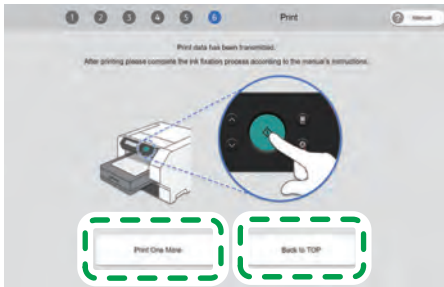 1 2 3 4 5 6 Print ? Manual
Print data has been transmitted.
After printing please complete the ink fixation process according to the manual's instructions.
Print One More Back to TOP